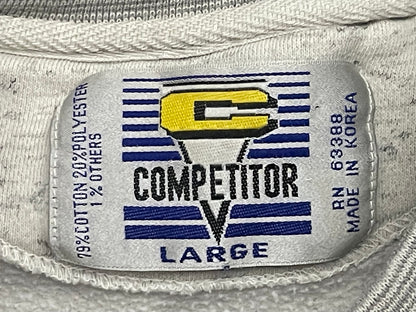 79% COTTON 20% POLYESTER
1% OTHERS
C
COMPETITOR
LARGE
RN 63388
MADE IN KOREA